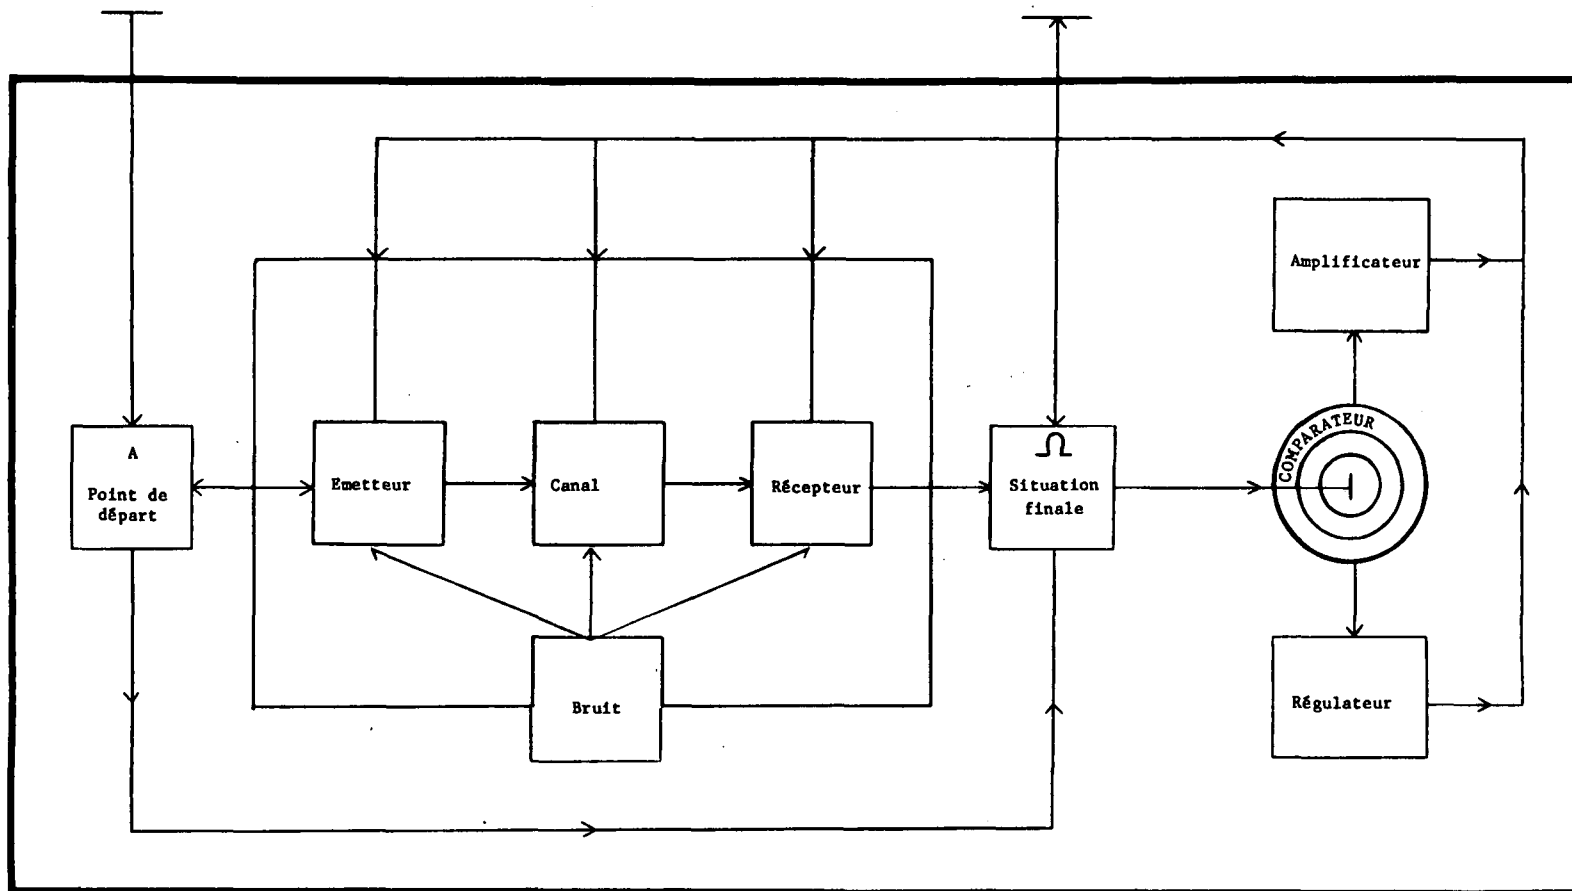 A
Point de
départ
Emetteur
Canal
Récepteur
Bruit
Ω
Situation
finale
COMPARATEUR
Amplificateur
Régulateur